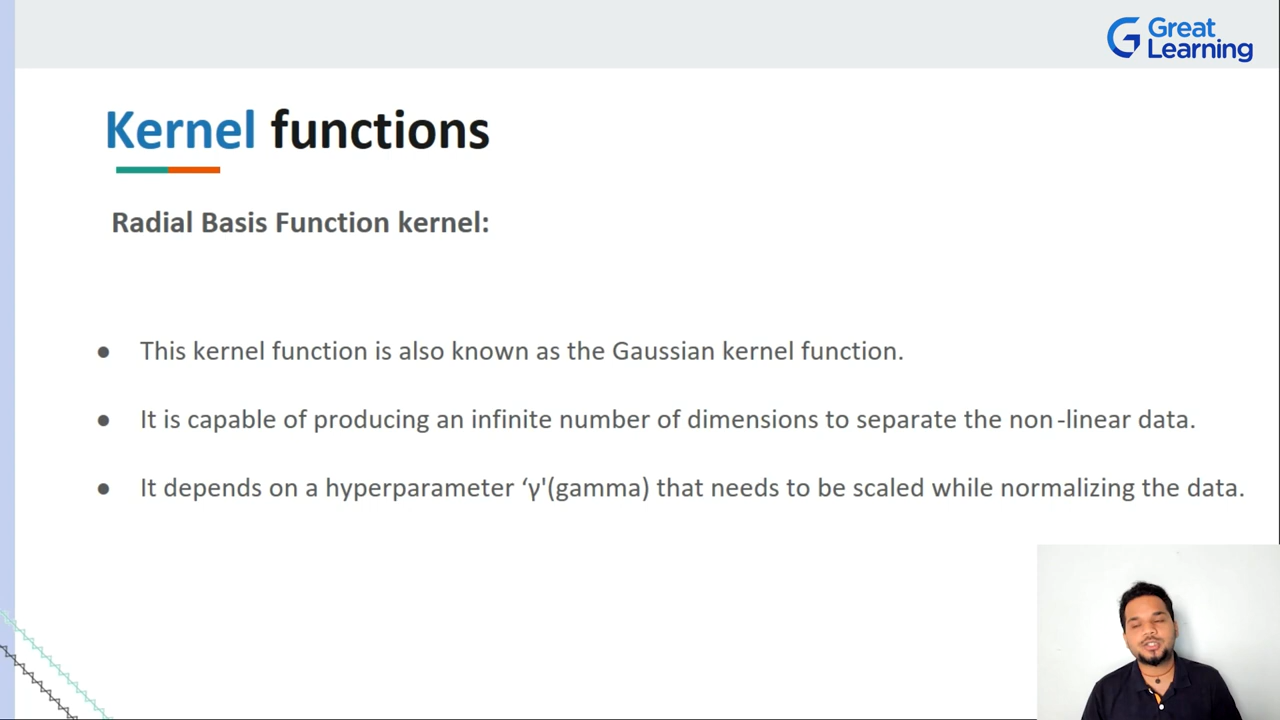 Great
Learning
Kernel functions
Radial Basis Function kernel:
● This kernel function is also known as the Gaussian kernel function.
● It is capable of producing an infinite number of dimensions to separate the non-linear data.
● It depends on a hyperparameter ‘γ'(gamma) that needs to be scaled while normalizing the data.